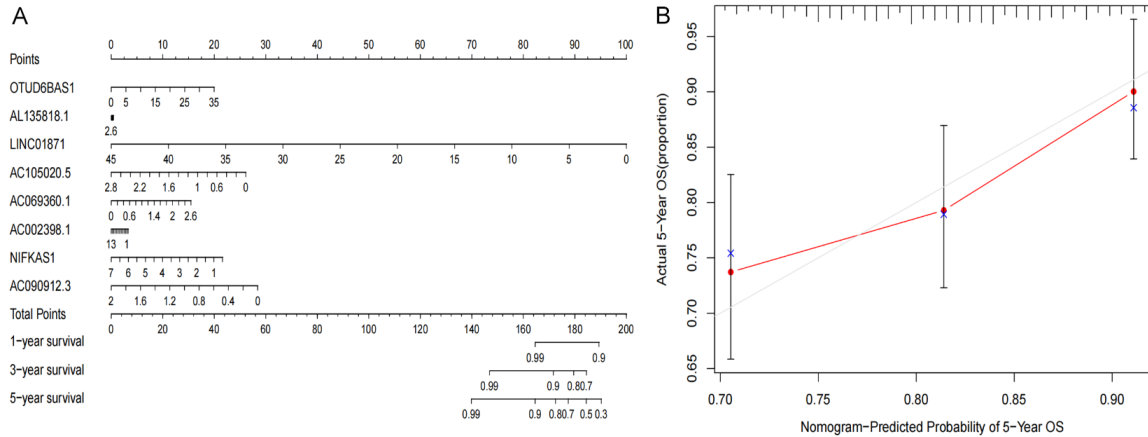 A
0 10 20 30 40 50 60 70 80 90 100
Points
OTUD6BAS1
0 5 15 25 35
AL135818.1
2.6
LINC01871
45 40 35 30 25 20 15 10 5 0
AC105020.5
2.8 2.2 1.6 1 0.6 0
AC069360.1
0 0.6 1.4 2 2.6
AC002398.1
13 1
NIFKAS1
7 6 5 4 3 2 1
AC090912.3
2 1.6 1.2 0.8 0.4 0
Total Points
0 20 40 60 80 100 120 140 160 180 200
1-year survival
0.99 0.9
3-year survival
0.99 0.9 0.80.7
5-year survival
0.99 0.9 0.80.7 0.5 0.3
B
Actual 5-Year OS(proportion)
0.95
0.90
0.85
0.80
0.75
0.70
0.65
0.70 0.75 0.80 0.85 0.90
Nomogram-Predicted Probability of 5-Year OS